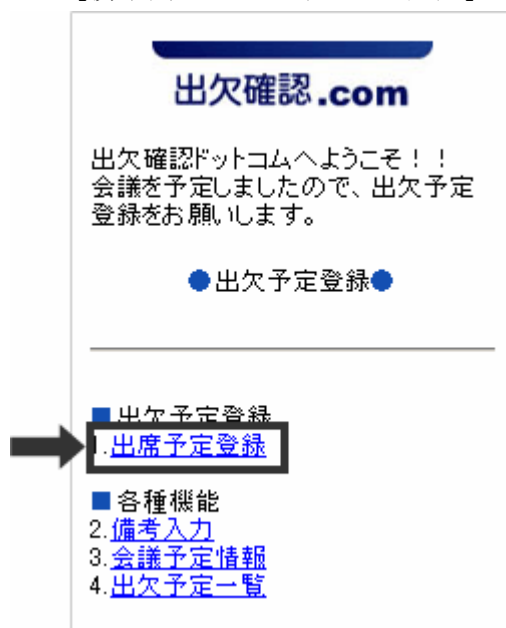 出欠確認.com
出欠確認ドットコムへようこそ！！
会議を予定しましたので、出欠予定
登録をお願いします。
●出欠予定登録●
■出欠予定登録
1.出席予定登録
■各種機能
2.備考入力
3.会議予定情報
4.出欠予定一覧